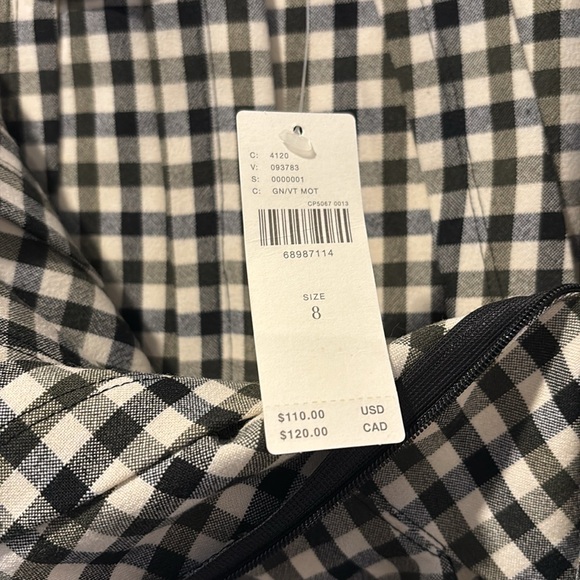 C: 4120
V: 093783
S: 0000001
C: GN/VT MOT
CP5067 0013
68987114
SIZE
8
$110.00 USD
$120.00 CAD